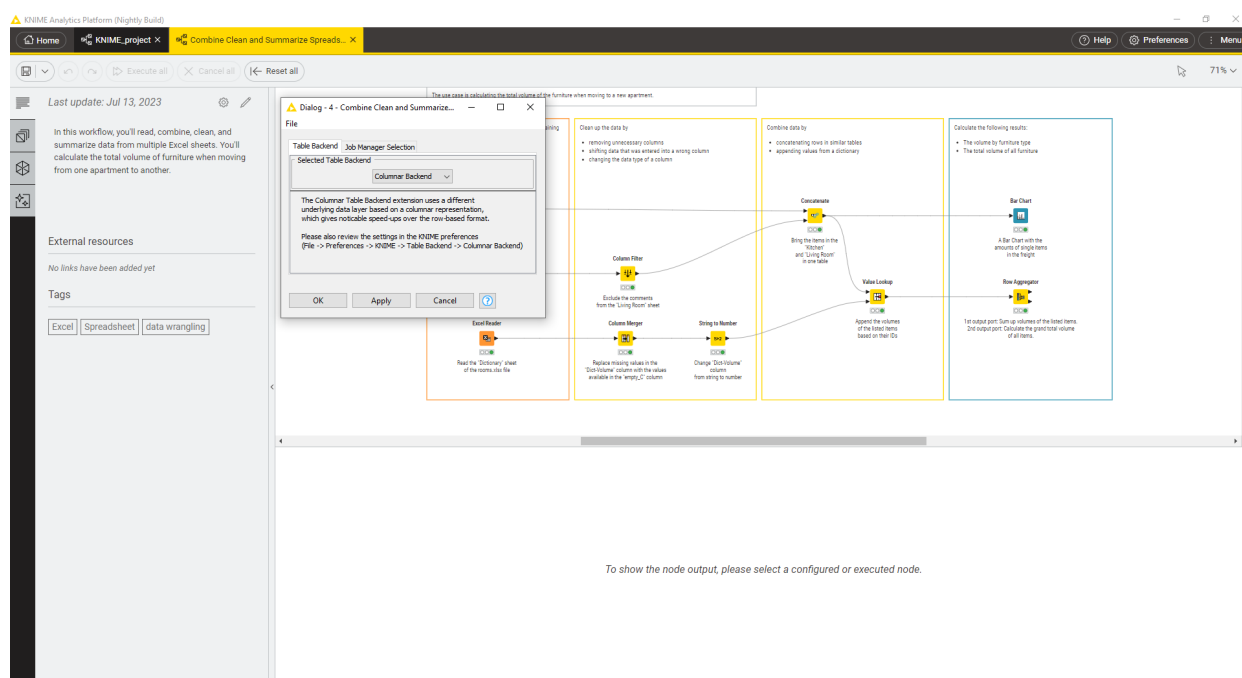 KNIME Analytics Platform (Nightly Build)
Home
KNIME_project
Combine Clean and Summarize Spreads...
Help
Preferences
Menu
Execute all
Cancel all
Reset all
71%
Last update: Jul 13, 2023
In this workflow, you'll read, combine, clean, and
summarize data from multiple Excel sheets. You'll
calculate the total volume of furniture when moving
from one apartment to another.
External resources
No links have been added yet
Tags
Excel
Spreadsheet
data wrangling
Dialog - 4 - Combine Clean and Summarize...
File
Table Backend
Job Manager Selection
Selected Table Backend
Columnar Backend
The Columnar Table Backend extension uses a different
underlying data layer based on a columnar representation,
which gives noticable speed-ups over the row-based format.
Please also review the settings in the KNIME preferences
(File -> Preferences -> KNIME -> Table Backend -> Columnar Backend)
OK
Apply
Cancel
?
The use case is calculating the total volume of the furniture when moving to a new apartment.
Clean up the data by
• removing unnecessary columns
• shifting data that was entered into a wrong column
• changing the data type of a column
Combine data by
• concatenating rows in similar tables
• appending values from a dictionary
Calculate the following results:
• The volume by furniture type
• The total volume of all furniture
Concatenate
Bring the items in the
"Kitchen"
and "Living Room"
in one table
Bar Chart
A Bar Chart with the
amounts of single items
in the freight
Column Filter
Exclude the comments
from the "Living Room" sheet
Value Lookup
Append the volumes
of the listed items
based on their IDs
Row Aggregator
1st output port: Sum up volumes of the listed items.
2nd output port: Calculate the grand total volume
of all items.
Excel Reader
Read the "Dictionary" sheet
of the rooms.xlsx file
Column Merger
Replace missing values in the
"Dict-Volume" column with the values
available in the "empty_C" column
String to Number
Change "Dict-Volume"
column
from string to number
To show the node output, please select a configured or executed node.